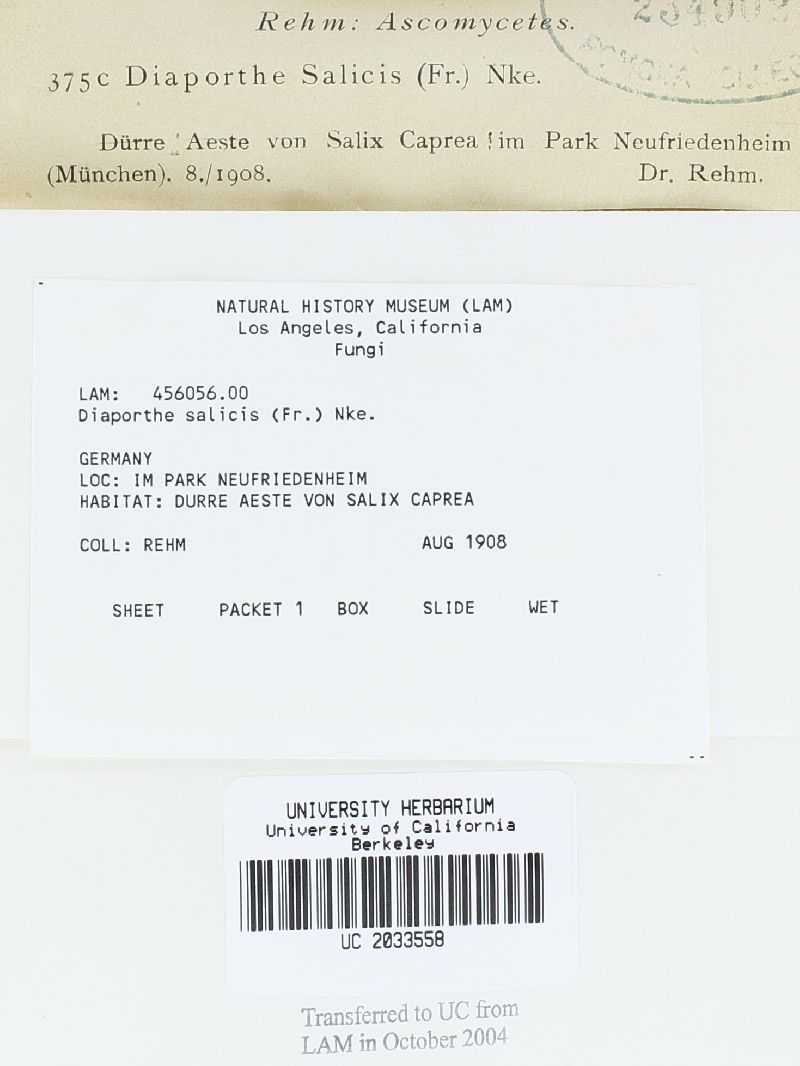 Rehm: Ascomycetes.
375c Diaporthe Salicis (Fr.) Nke.
Dürre Aeste von Salix Caprea im Park Neufriedenheim
(München). 8./1908.
Dr. Rehm.
NATURAL HISTORY MUSEUM (LAM)
Los Angeles, California
Fungi
LAM: 456056.00
Diaporthe salicis (Fr.) Nke.
GERMANY
LOC: IM PARK NEUFRIEDENHEIM
HABITAT: DURRE AESTE VON SALIX CAPREA
COLL: REHM AUG 1908
SHEET PACKET 1 BOX SLIDE WET
UNIVERSITY HERBARIUM
University of California
Berkeley
UC 2033558
Transferred to UC from
LAM in October 2004